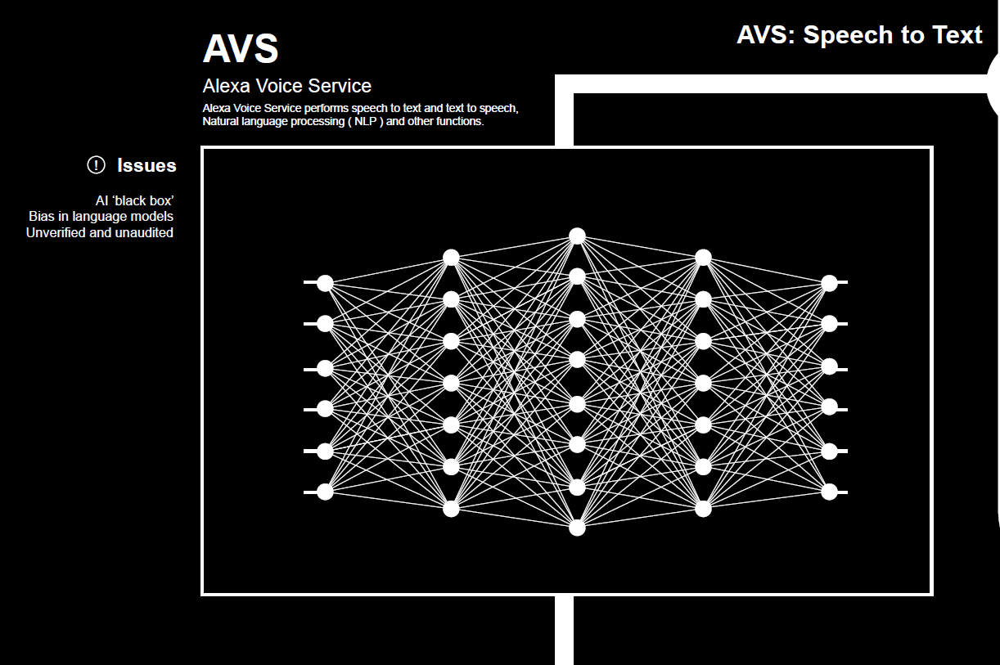 AVS
Alexa Voice Service
Alexa Voice Service performs speech to text and text to speech,
Natural language processing ( NLP ) and other functions.
AVS: Speech to Text
! Issues
AI ‘black box’
Bias in language models
Unverified and unaudited